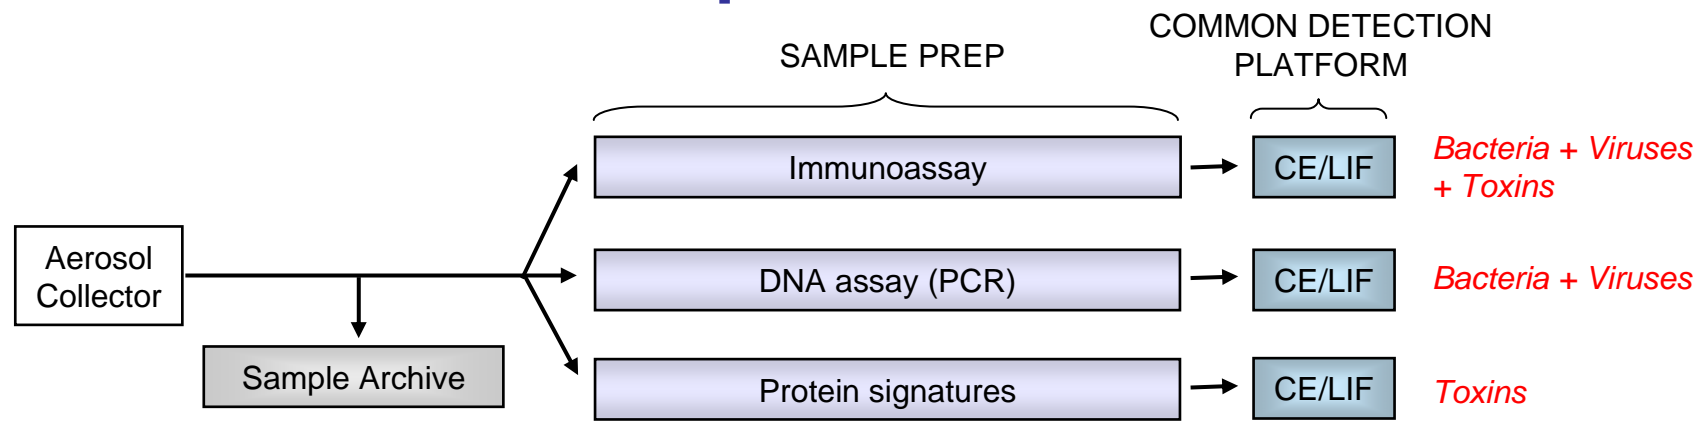 SAMPLE PREP
COMMON DETECTION
PLATFORM
Immunoassay
CE/LIF
Bacteria + Viruses
+ Toxins
Aerosol
Collector
DNA assay (PCR)
CE/LIF
Bacteria + Viruses
Sample Archive
Protein signatures
CE/LIF
Toxins